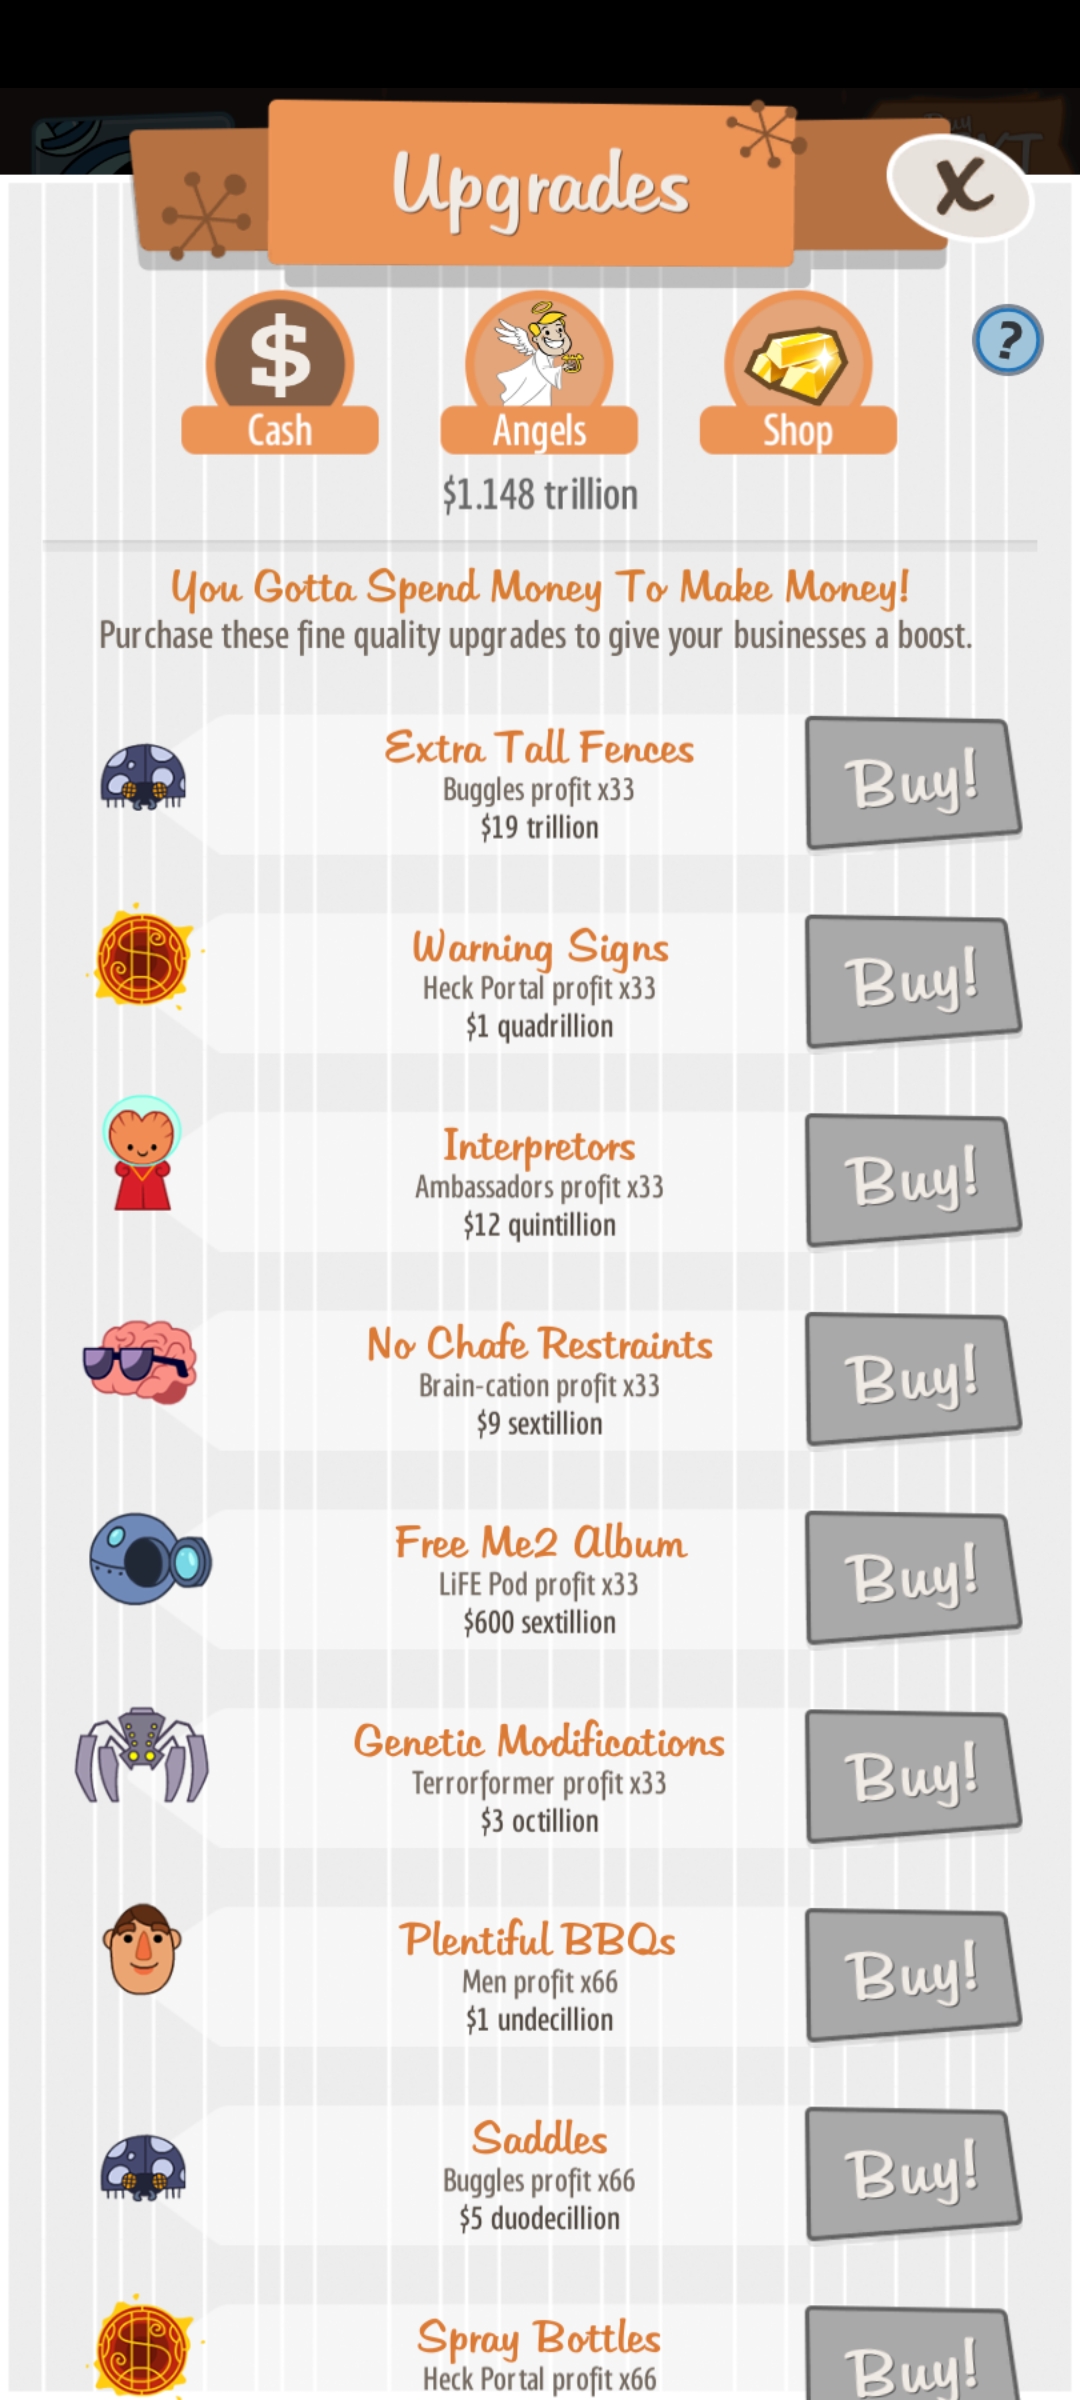 Upgrades
X
$
?
Cash
Angels
Shop
$1.148 trillion
You Gotta Spend Money To Make Money!
Purchase these fine quality upgrades to give your businesses a boost.
Extra Tall Fences
Buggles profit x33
$19 trillion
Buy!
Warning Signs
Heck Portal profit x33
$1 quadrillion
Buy!
Interpretors
Ambassadors profit x33
$12 quintillion
Buy!
No Chafe Restraints
Brain-cation profit x33
$9 sextillion
Buy!
Free Me2 Album
LiFE Pod profit x33
$600 sextillion
Buy!
Genetic Modifications
Terrorformer profit x33
$3 octillion
Buy!
Plentiful BBQs
Men profit x66
$1 undecillion
Buy!
Saddles
Buggles profit x66
$5 duodecillion
Buy!
Spray Bottles
Heck Portal profit x66
Buy!